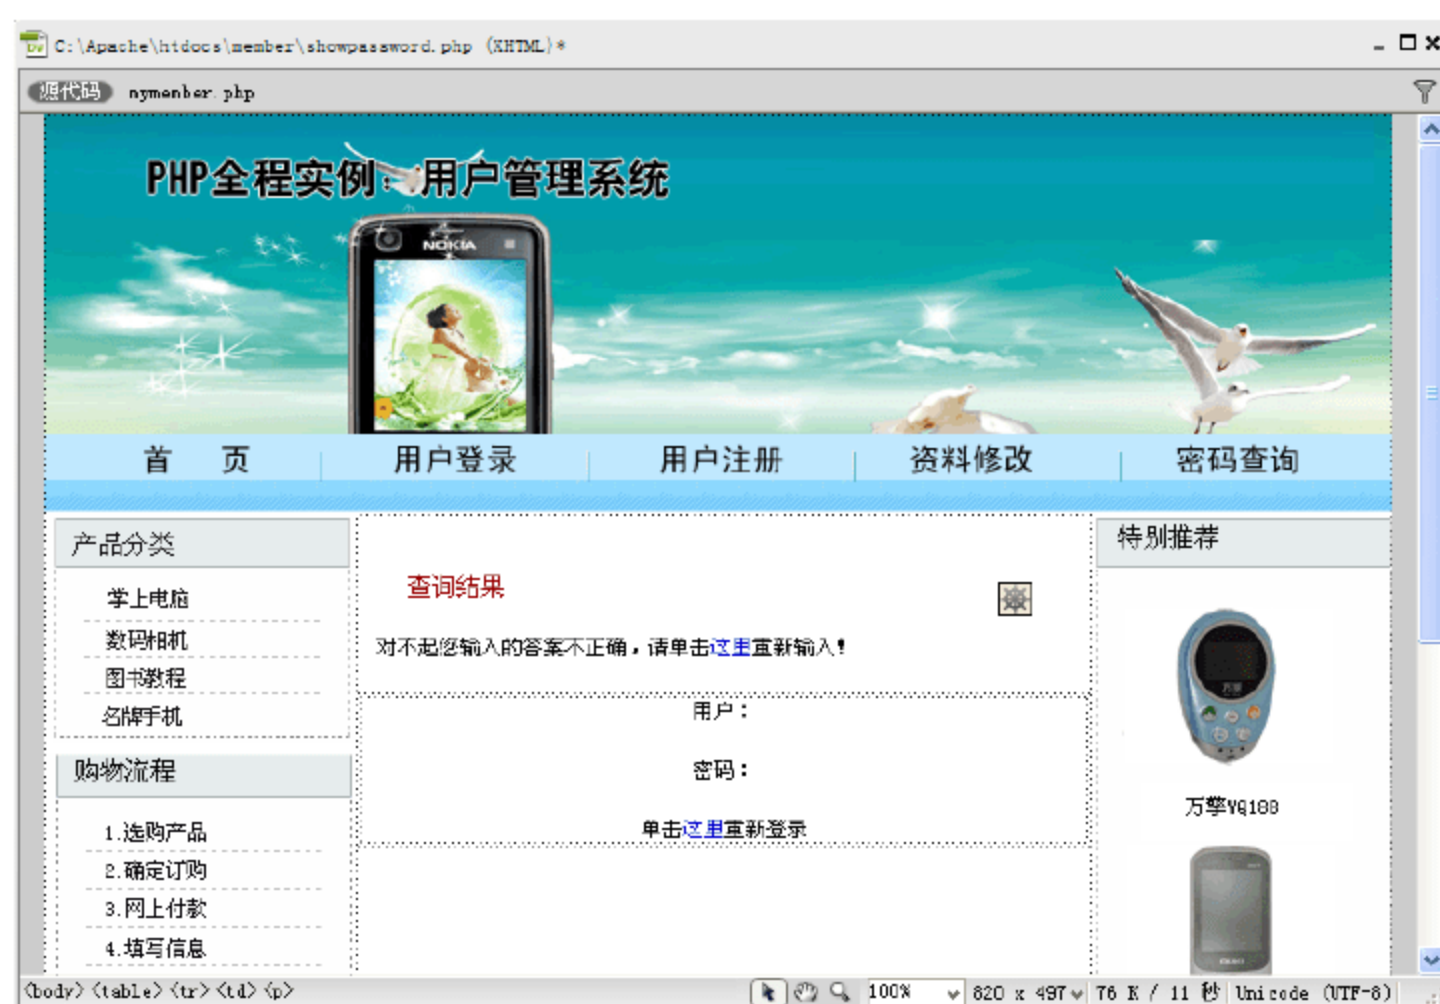 C:\Apache\htdocs\member\showpassword.php (XHTML)*
源代码 nymenber.php
PHP全程实例:用户管理系统
NOKIA
首 页 用户登录 用户注册 资料修改 密码查询
产品分类
掌上电脑
数码相机
图书教程
名牌手机
购物流程
1.选购产品
2.确定订购
3.网上付款
4.填写信息
查询结果
对不起您输入的答案不正确，请单击这里重新输入！
用户：
密码：
单击这里重新登录
特别推荐
万擎YQ188
<body> <table> <tr> <td> <p>
100% 820 x 497 76 K / 11 秒 Unicode (UTF-8)